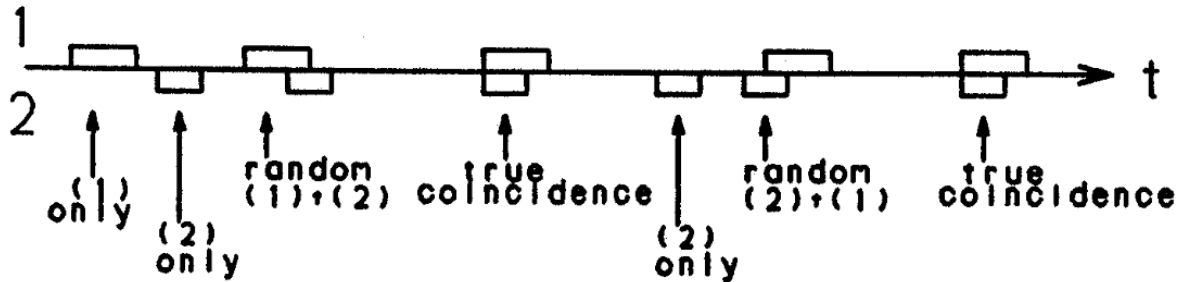 1
t
2
(1)
only
(2)
only
random
(1)+(2)
true
coincidence
(2)
only
random
(2)+(1)
true
coincidence